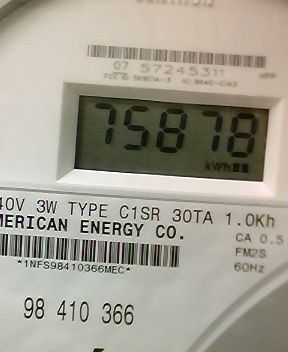 07 57245311
75878
kWh
40V 3W TYPE C1SR 30TA 1.0Kh
MERICAN ENERGY CO.
CA 0.5
FM2S
60Hz
*1NFS98410366MEC*
98 410 366